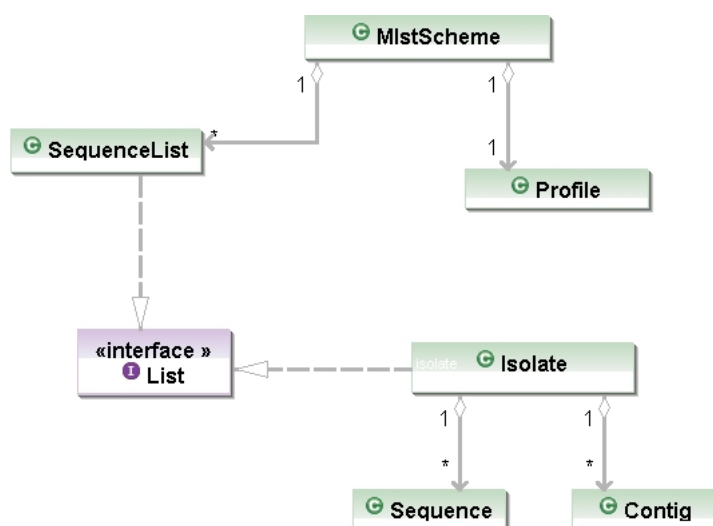 C MlstScheme
1
1
*
C SequenceList
1
C Profile
«interface »
I List
isolate
C Isolate
1
1
*
*
C Sequence
C Contig